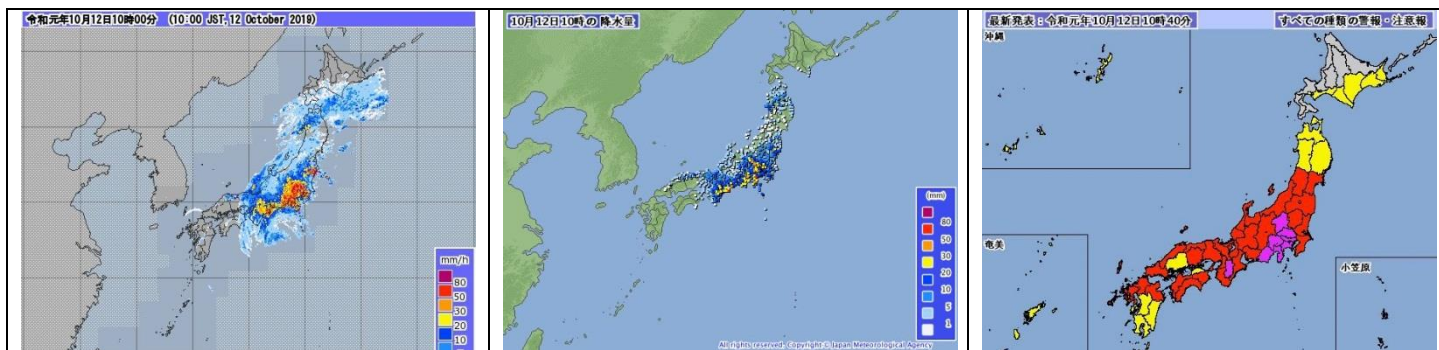 令和元年10月12日10時00分 (10:00 JST, 12 October 2019)
mm/h
80
50
30
20
10
10月12日10時の 降水量
(mm)
80
50
30
20
10
5
1
All rights reserved. Copyright © Japan Meteorological Agency
最新発表：令和元年10月12日10時40分
すべての種類の警報・注意報
沖縄
奄美
小笠原